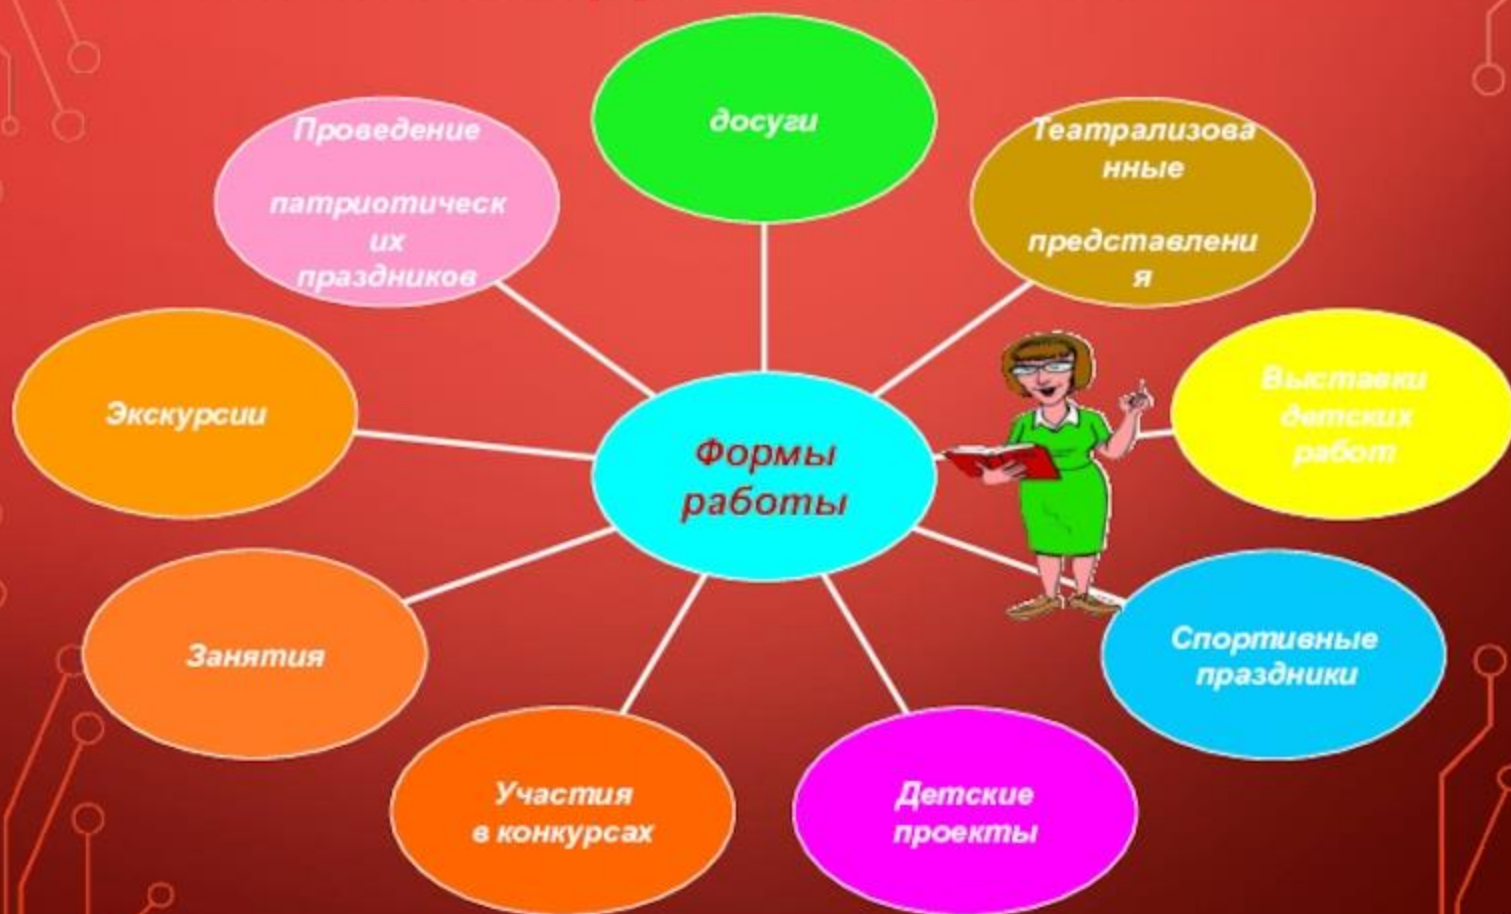 досуги
Театрализова
нные
представлени
я
Выставки
детских
работ
Спортивные
праздники
Детские
проекты
Участия
в конкурсах
Занятия
Экскурсии
Проведение
патриотическ
их
праздников
Формы
работы